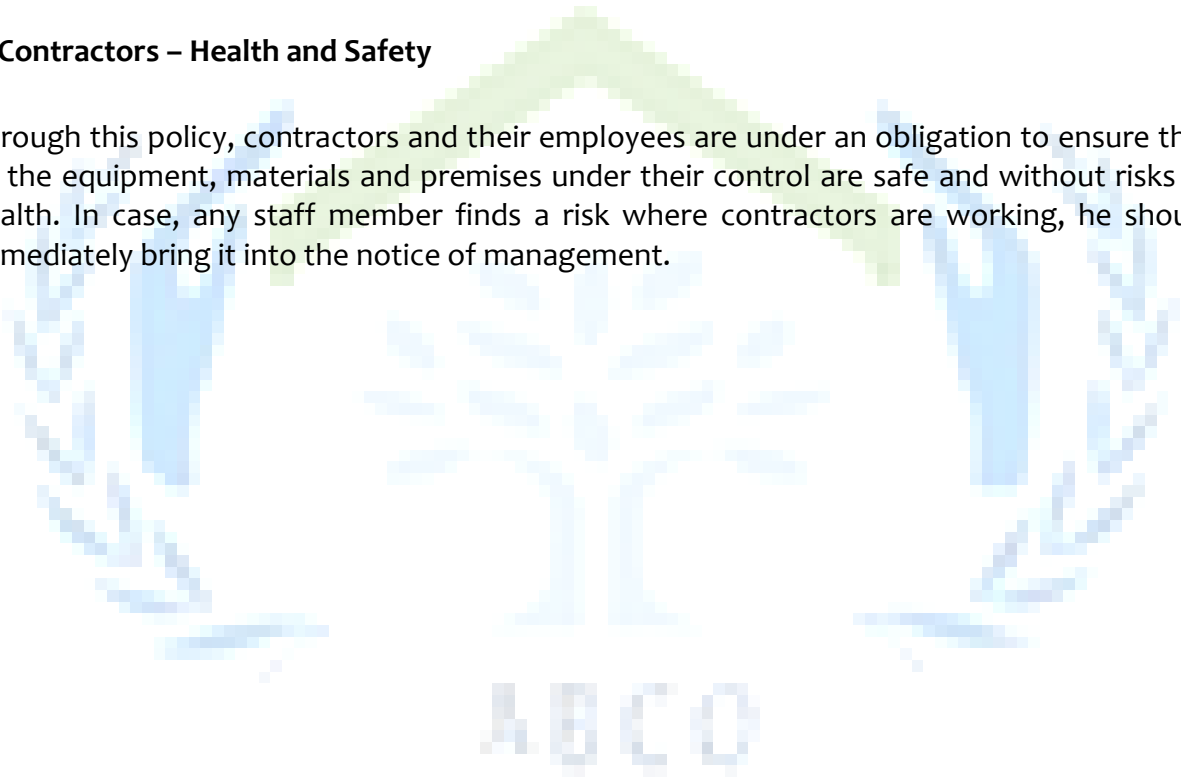 Contractors – Health and Safety
rough this policy, contractors and their employees are under an obligation to ensure th
the equipment, materials and premises under their control are safe and without risks
alth. In case, any staff member finds a risk where contractors are working, he shou
mediately bring it into the notice of management.
ABCO